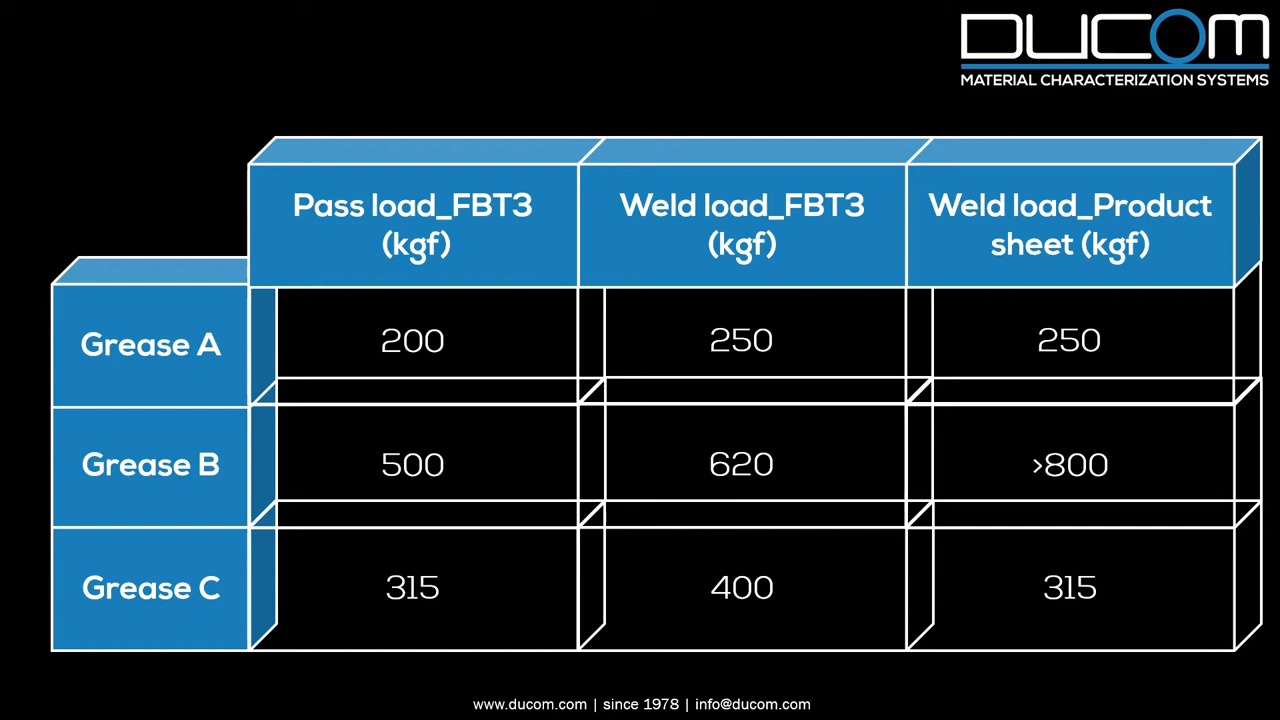 DUCOM
MATERIAL CHARACTERIZATION SYSTEMS
Pass load_FBT3 (kgf)
Weld load_FBT3 (kgf)
Weld load_Product sheet (kgf)
Grease A 200 250 250
Grease B 500 620 >800
Grease C 315 400 315
www.ducom.com | since 1978 | info@ducom.com